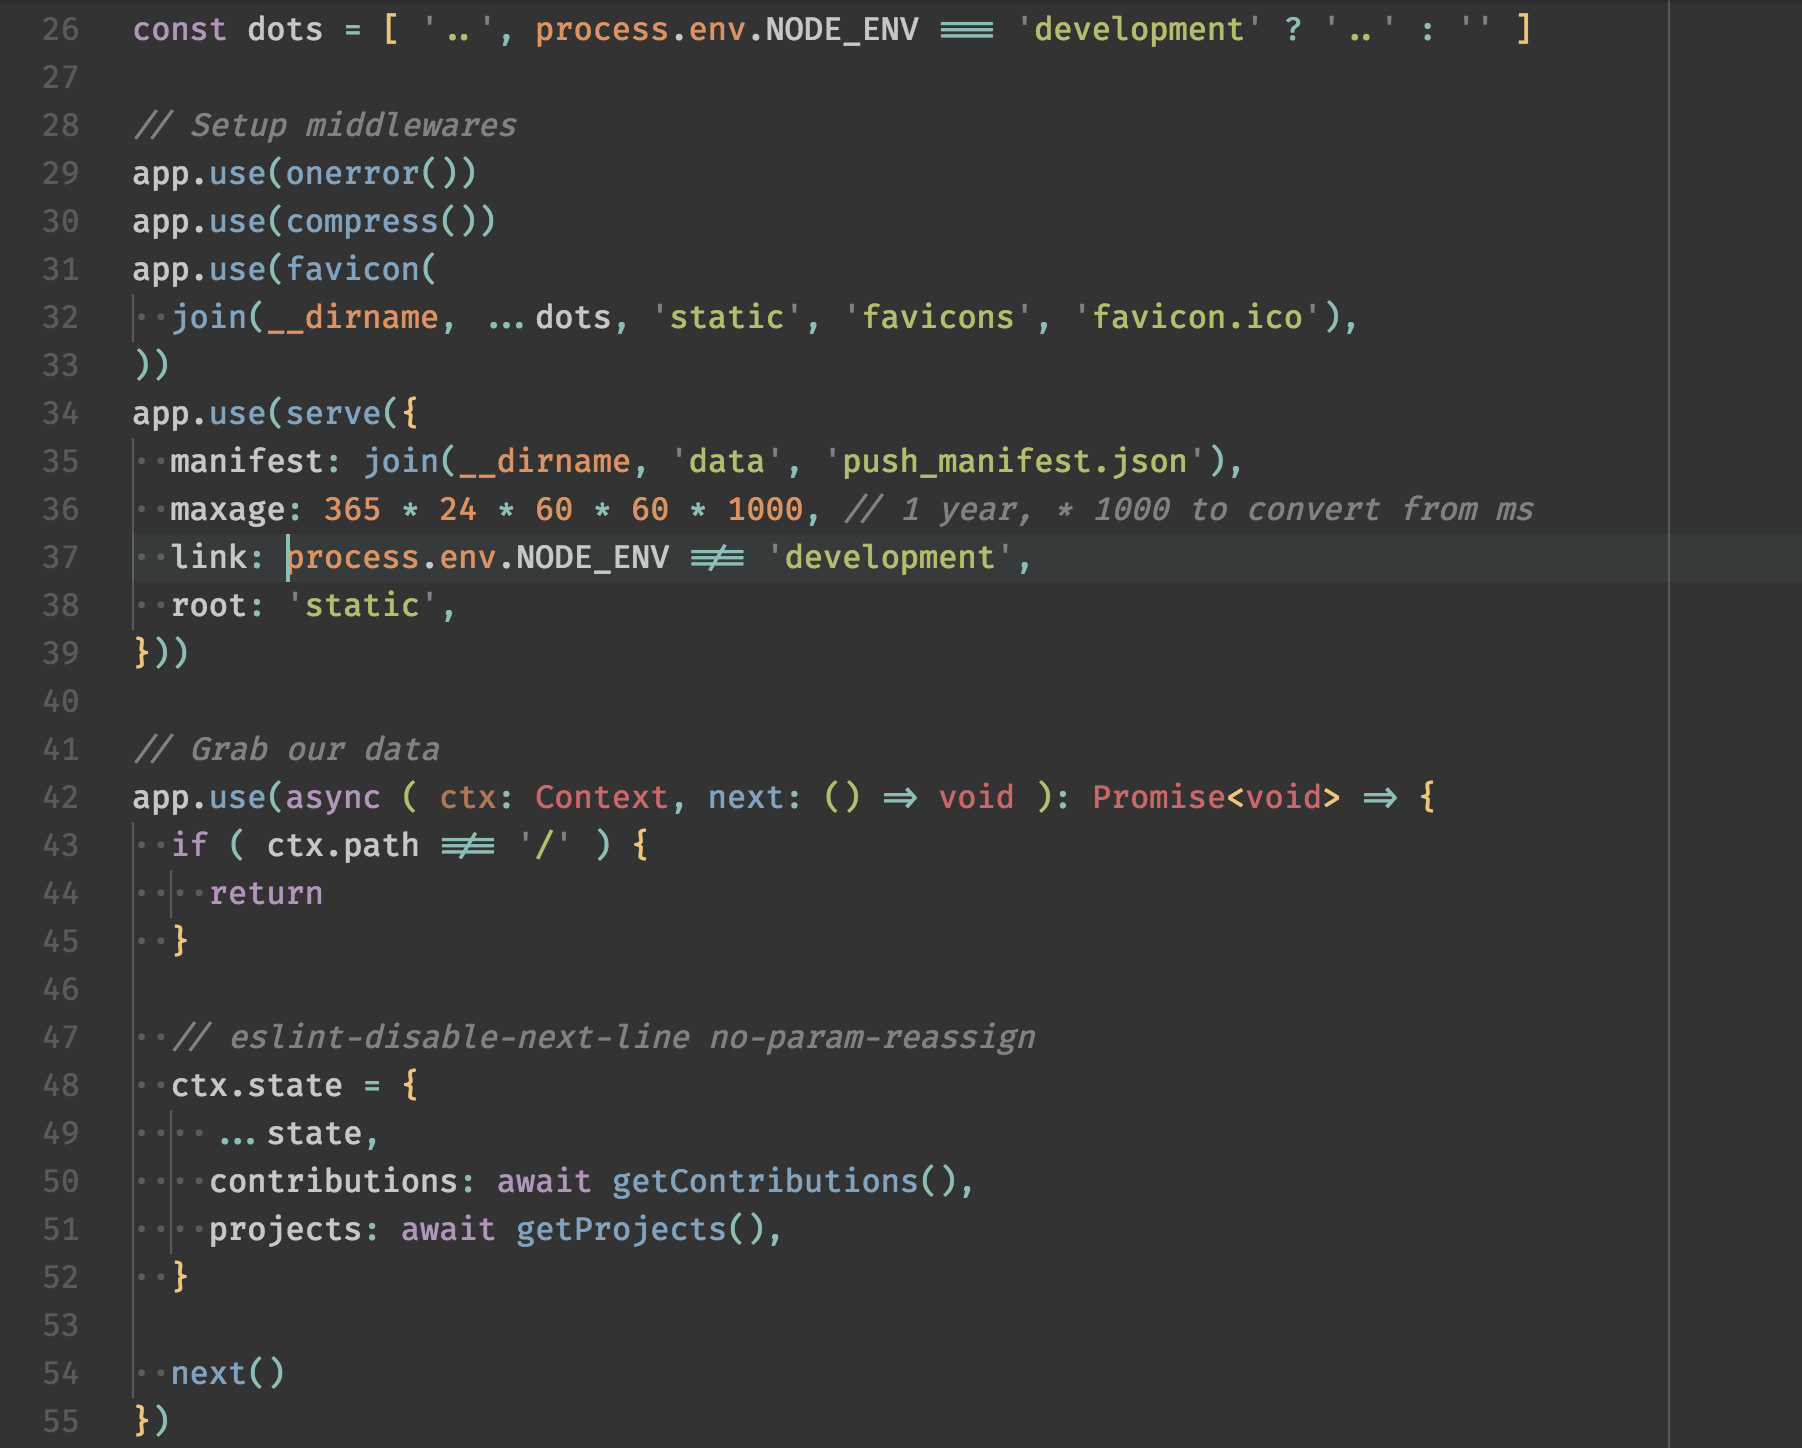 26 const dots = [ '..', process.env.NODE_ENV === 'development' ? '..' : '' ]
27
28 // Setup middlewares
29 app.use(onerror())
30 app.use(compress())
31 app.use(favicon(
32   join(__dirname, ...dots, 'static', 'favicons', 'favicon.ico'),
33 ))
34 app.use(serve({
35   manifest: join(__dirname, 'data', 'push_manifest.json'),
36   maxage: 365 * 24 * 60 * 60 * 1000, // 1 year, * 1000 to convert from ms
37   link: process.env.NODE_ENV !== 'development',
38   root: 'static',
39 }))
40
41 // Grab our data
42 app.use(async ( ctx: Context, next: () => void ): Promise<void> => {
43   if ( ctx.path !== '/' ) {
44     return
45   }
46
47   // eslint-disable-next-line no-param-reassign
48   ctx.state = {
49     ...state,
50     contributions: await getContributions(),
51     projects: await getProjects(),
52   }
53
54   next()
55 })